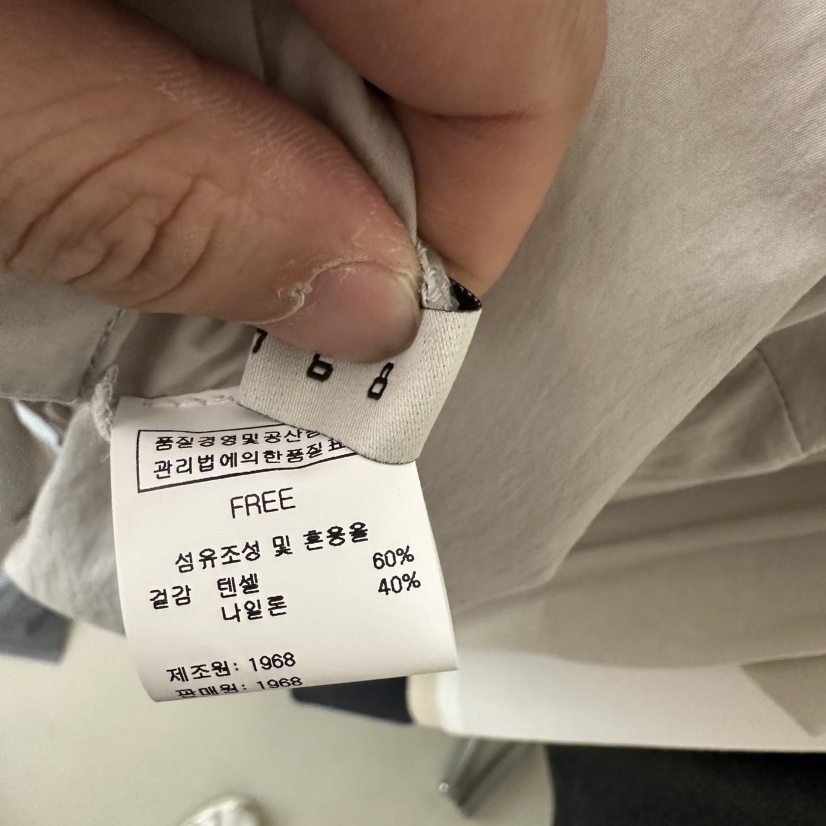 품질경영및공산
관리법에의한품질표
FREE
섬유조성 및 혼용율
겉감 텐셀 60%
나일론 40%
제조원: 1968
판매원: 1968